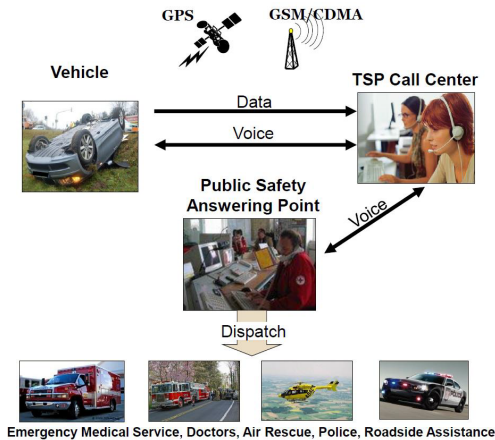 GPS
GSM/CDMA
Vehicle
TSP Call Center
Data
Voice
Public Safety
Answering Point
Voice
Dispatch
Emergency Medical Service, Doctors, Air Rescue, Police, Roadside Assistance